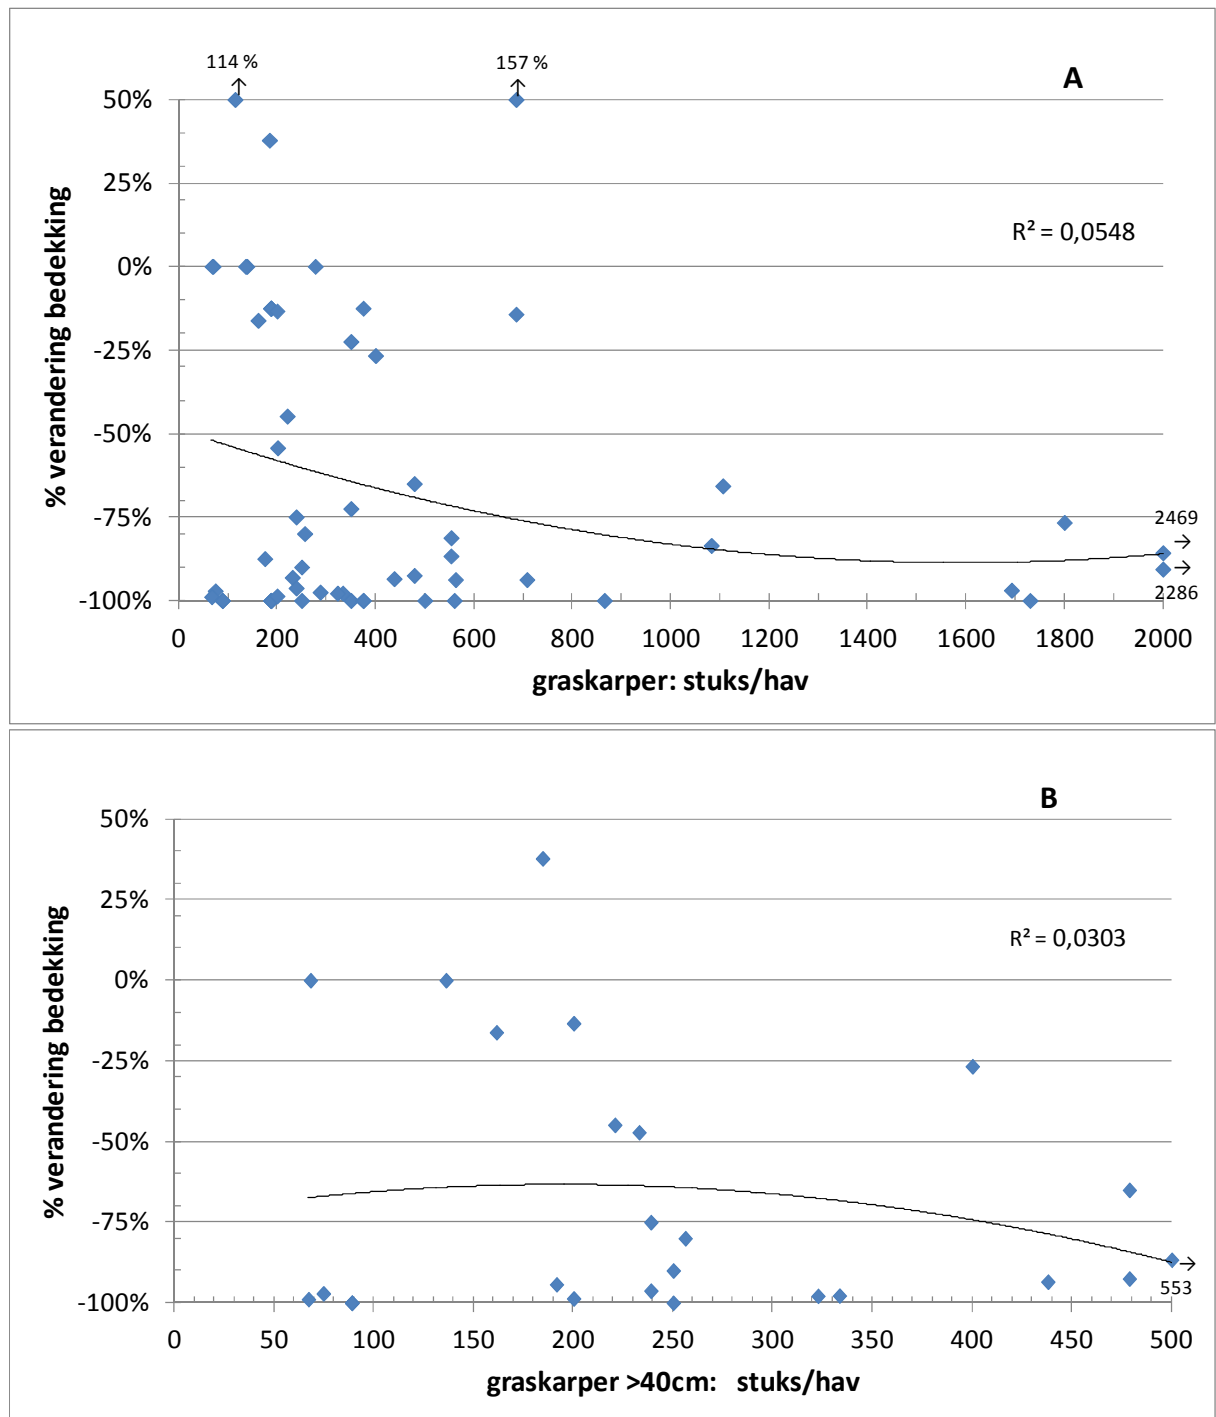 114 %
157 %
A
50%
25%
0%
-25%
-50%
-75%
-100%
% verandering bedekking
R² = 0,0548
2469
2286
0 200 400 600 800 1000 1200 1400 1600 1800 2000
graskarper: stuks/hav
B
50%
25%
0%
-25%
-50%
-75%
-100%
% verandering bedekking
R² = 0,0303
553
0 50 100 150 200 250 300 350 400 450 500
graskarper >40cm: stuks/hav